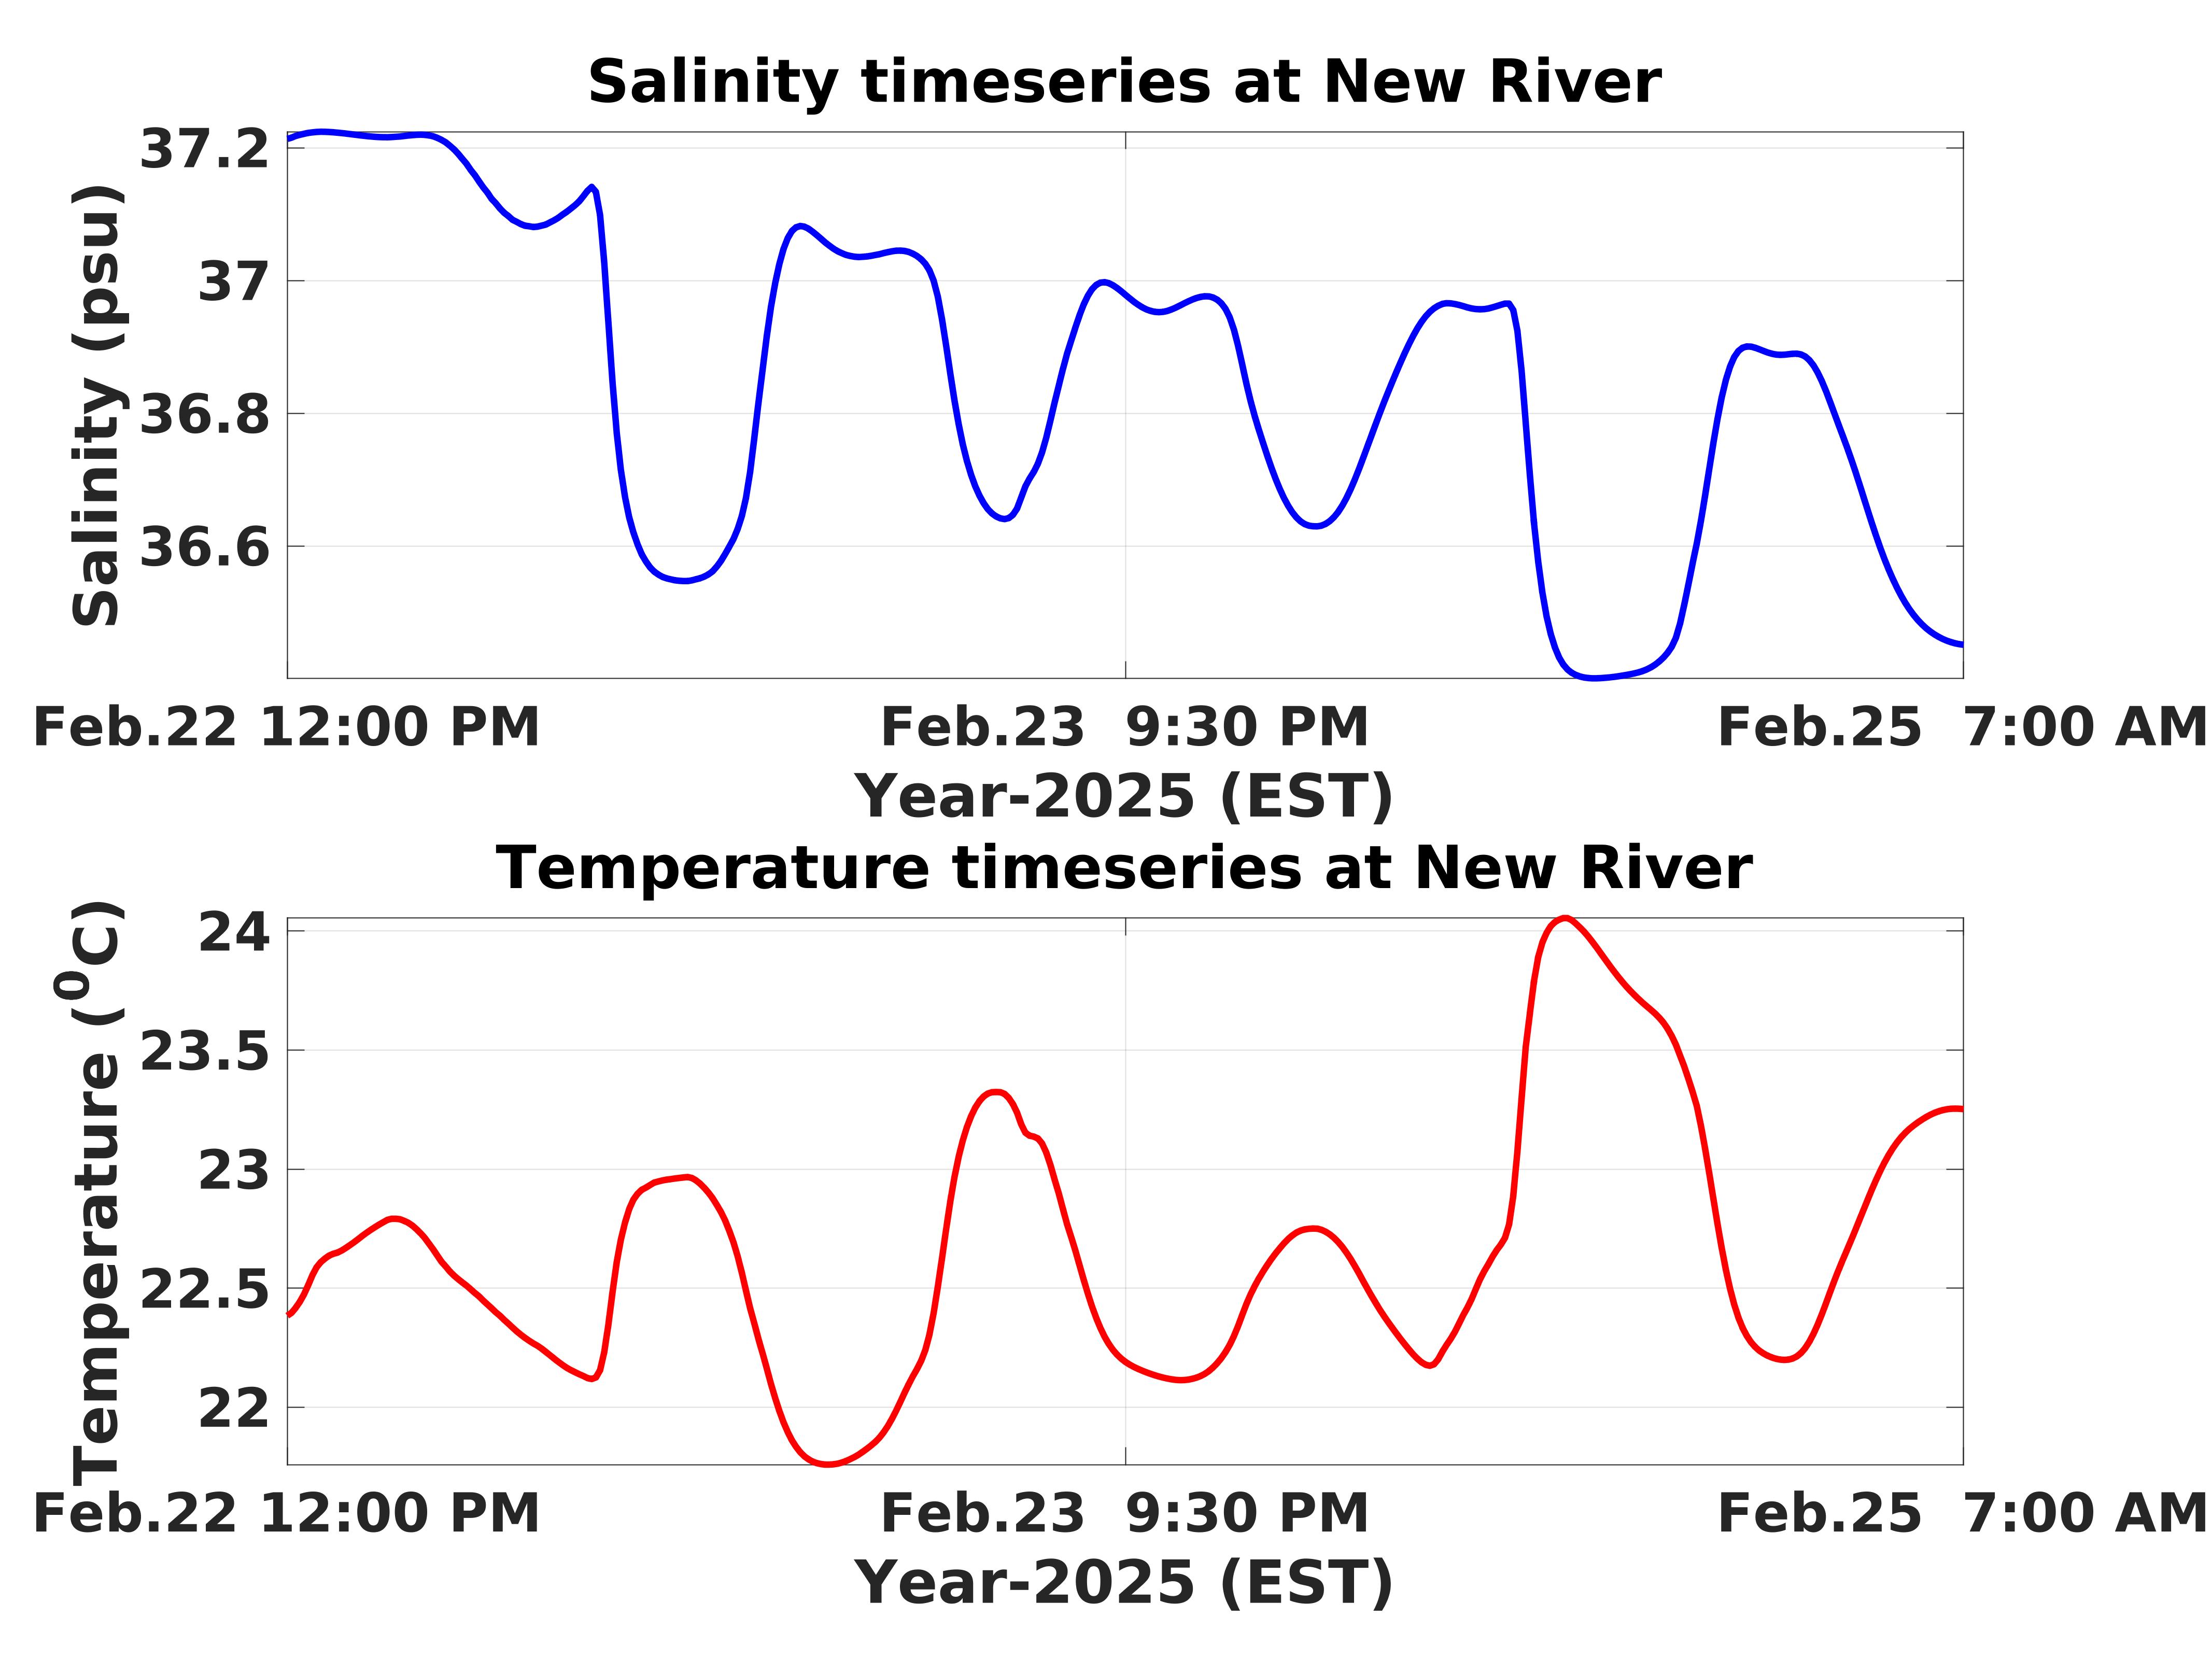 Salinity timeseries at New River
Salinity (psu)
37.2
37
36.8
36.6
Feb.22 12:00 PM Feb.23 9:30 PM Feb.25 7:00 AM
Year-2025 (EST)
Temperature timeseries at New River
Temperature (⁰C)
24
23.5
23
22.5
22
Feb.22 12:00 PM Feb.23 9:30 PM Feb.25 7:00 AM
Year-2025 (EST)